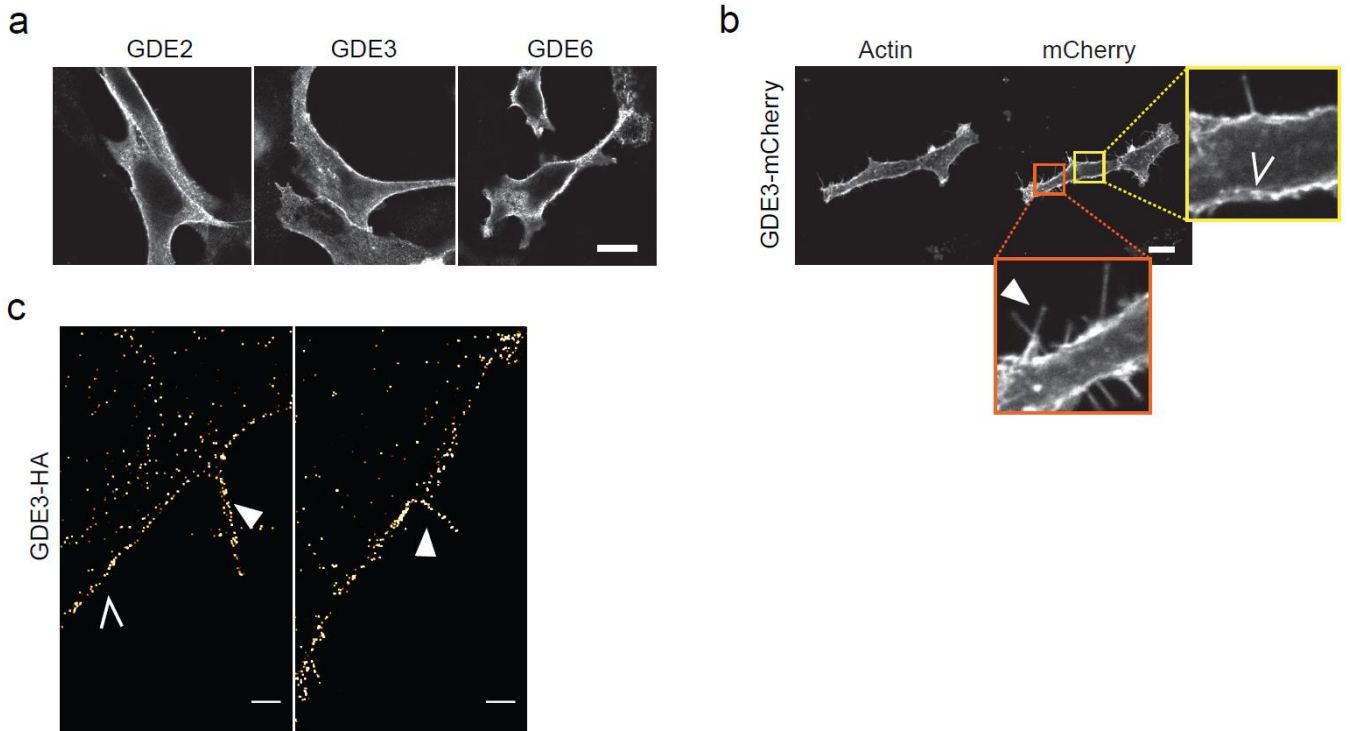 a
GDE2 GDE3 GDE6
b
Actin mCherry
GDE3-mCherry
c
GDE3-HA